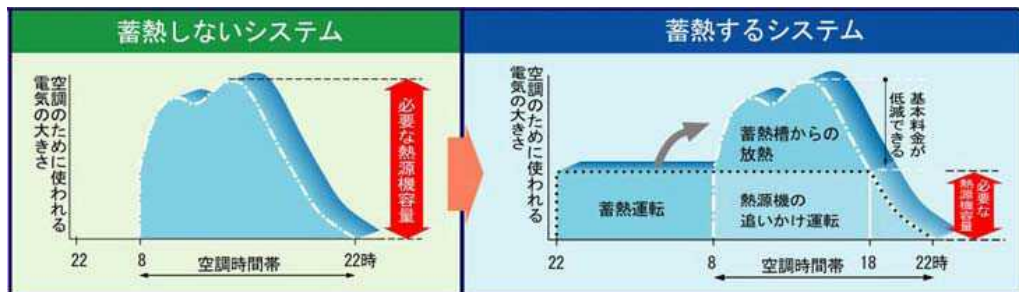 蓄熱しないシステム
空調のために使われる
電気の大きさ
必要な熱源機容量
22
8
22時
空調時間帯
蓄熱するシステム
空調のために使われる
電気の大きさ
基本料金が
低減できる
蓄熱槽からの
放熱
蓄熱運転
熱源機の
追いかけ運転
必要な
熱源機容量
22
8
空調時間帯
18
22時